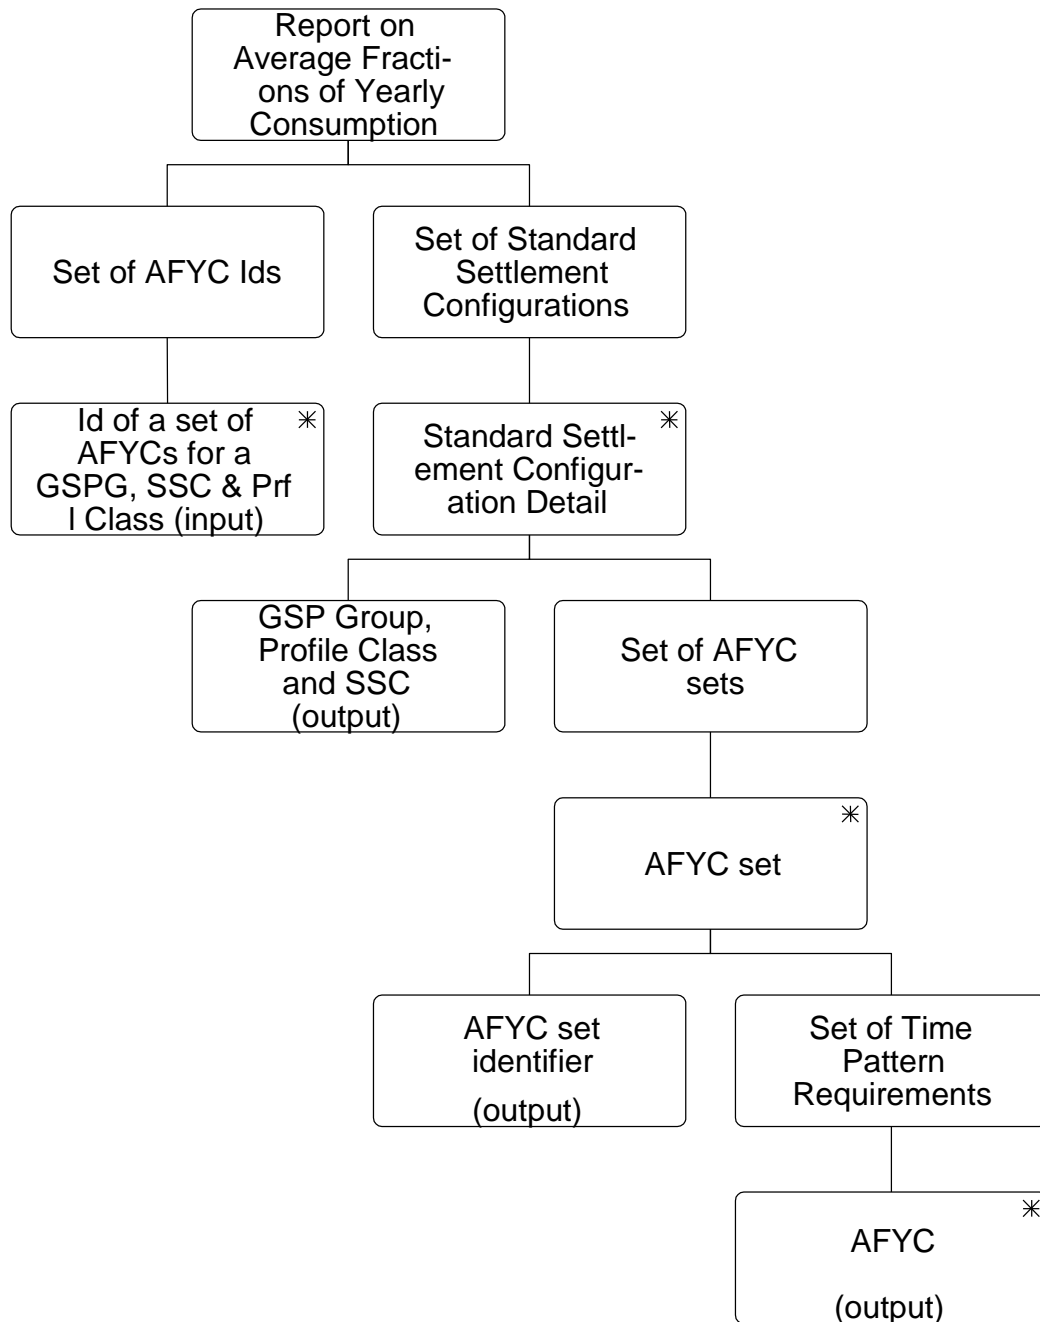 Report on
Average Fracti-
ons of Yearly
Consumption
Set of AFYC Ids
Set of Standard
Settlement
Configurations
Id of a set of
AFYCs for a
GSPG, SSC & Prf
l Class (input)
Standard Settl-
ement Configur-
ation Detail
GSP Group,
Profile Class
and SSC
(output)
Set of AFYC
sets
AFYC set
AFYC set
identifier
(output)
Set of Time
Pattern
Requirements
AFYC
(output)